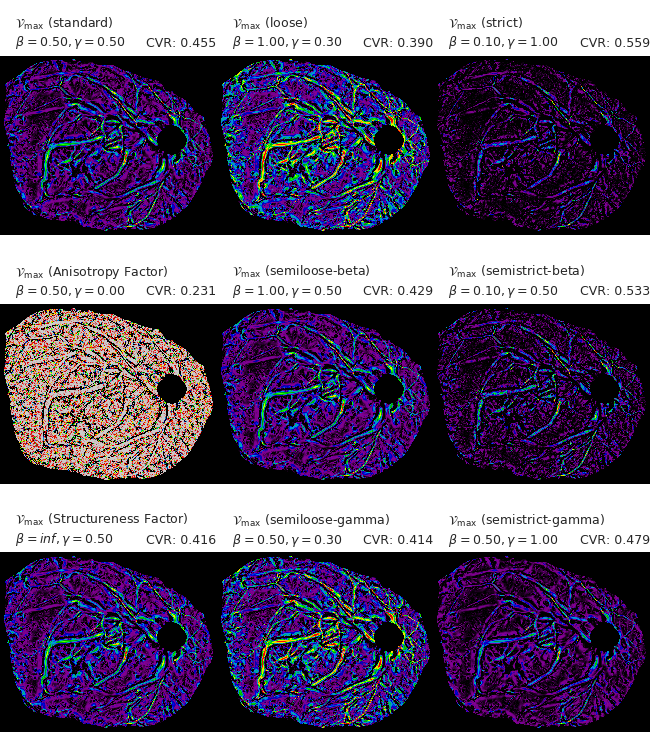 𝒱max (standard)
β = 0.50, γ = 0.50 CVR: 0.455
𝒱max (loose)
β = 1.00, γ = 0.30 CVR: 0.390
𝒱max (strict)
β = 0.10, γ = 1.00 CVR: 0.559
𝒱max (Anisotropy Factor)
β = 0.50, γ = 0.00 CVR: 0.231
𝒱max (semiloose-beta)
β = 1.00, γ = 0.50 CVR: 0.429
𝒱max (semistrict-beta)
β = 0.10, γ = 0.50 CVR: 0.533
𝒱max (Structureness Factor)
β = inf, γ = 0.50 CVR: 0.416
𝒱max (semiloose-gamma)
β = 0.50, γ = 0.30 CVR: 0.414
𝒱max (semistrict-gamma)
β = 0.50, γ = 1.00 CVR: 0.479